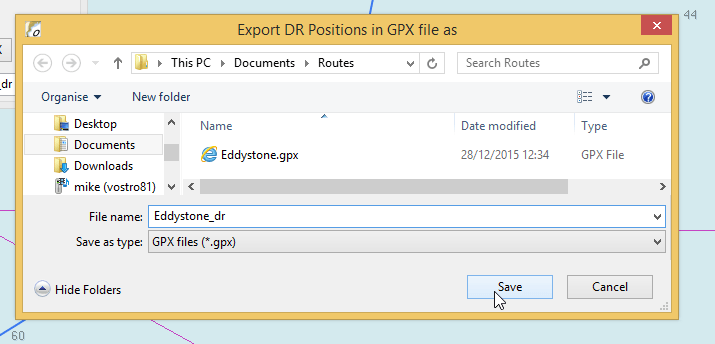 44
Export DR Positions in GPX file as
This PC Documents Routes Search Routes
_dr
Organise New folder
Name Date modified Type
Desktop
Documents
Downloads
mike (vostro81)
Eddystone.gpx 28/12/2015 12:34 GPX File
File name: Eddystone_dr
Save as type: GPX files (*.gpx)
Hide Folders Save Cancel
60